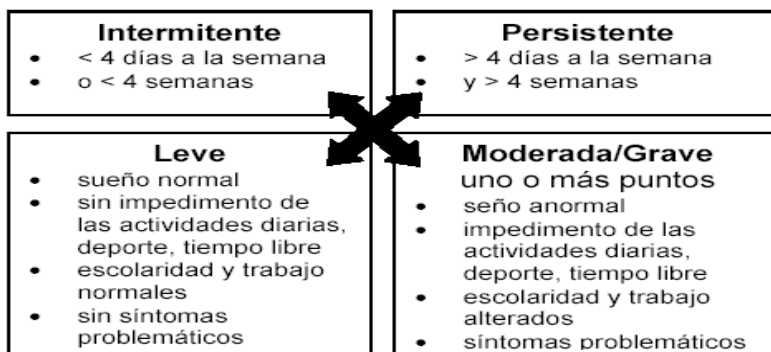 Intermitente
• < 4 días a la semana
• o < 4 semanas
Persistente
• > 4 días a la semana
• y > 4 semanas
Leve
• sueño normal
• sin impedimento de
las actividades diarias,
deporte, tiempo libre
• escolaridad y trabajo
normales
• sin síntomas
problemáticos
Moderada/Grave
uno o más puntos
• seño anormal
• impedimento de las
actividades diarias,
deporte, tiempo libre
• escolaridad y trabajo
alterados
• síntomas problemáticos